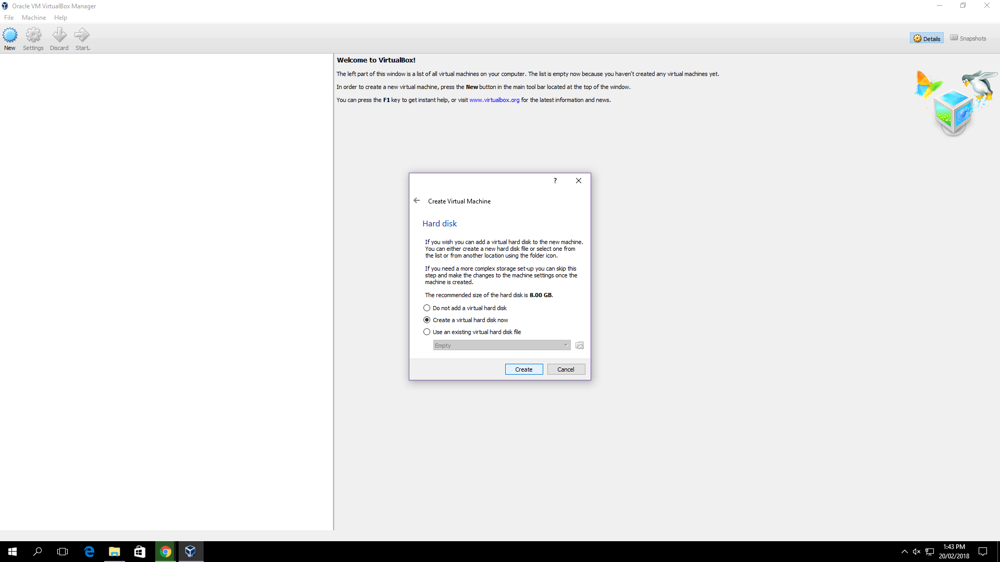 Oracle VM VirtualBox Manager
File Machine Help
New Settings Discard Start
Details Snapshots
Welcome to VirtualBox!
The left part of this window is a list of all virtual machines on your computer. The list is empty now because you haven't created any virtual machines yet.
In order to create a new virtual machine, press the New button in the main tool bar located at the top of the window.
You can press the F1 key to get instant help, or visit www.virtualbox.org for the latest information and news.
?
Create Virtual Machine
Hard disk
If you wish you can add a virtual hard disk to the new machine.
You can either create a new hard disk file or select one from
the list or from another location using the folder icon.
If you need a more complex storage set-up you can skip this
step and make the changes to the machine settings once the
machine is created.
The recommended size of the hard disk is 8.00 GB.
Do not add a virtual hard disk
Create a virtual hard disk now
Use an existing virtual hard disk file
Empty
Create Cancel
1:43 PM
20/02/2018